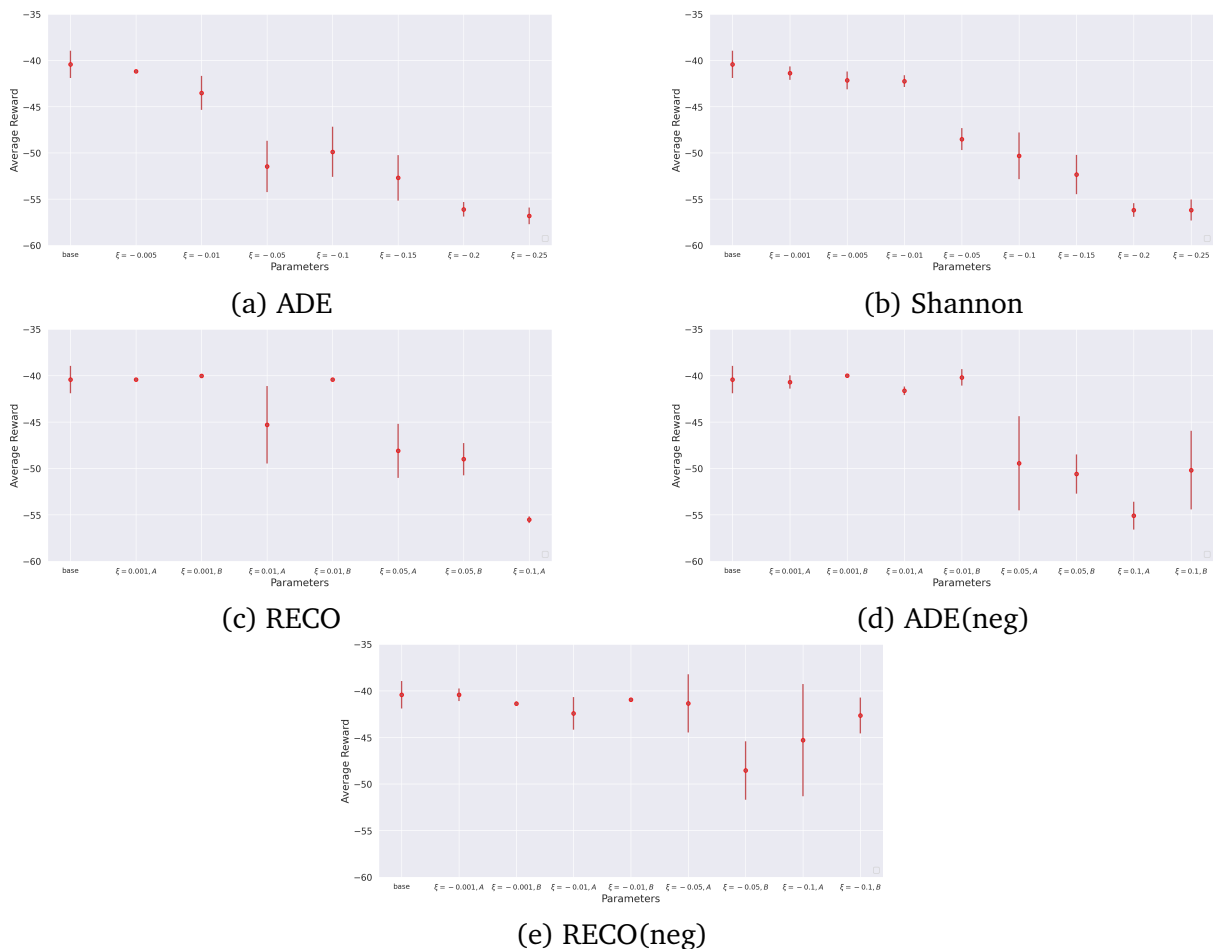 −35
−40
−45
−50
−55
−60
Average Reward
base ξ = −0.005 ξ = −0.01 ξ = −0.05 ξ = −0.1 ξ = −0.15 ξ = −0.2 ξ = −0.25
Parameters
(a) ADE
−35
−40
−45
−50
−55
−60
Average Reward
base ξ = −0.001 ξ = −0.005 ξ = −0.01 ξ = −0.05 ξ = −0.1 ξ = −0.15 ξ = −0.2 ξ = −0.25
Parameters
(b) Shannon
−35
−40
−45
−50
−55
−60
Average Reward
base ξ = 0.001, A ξ = 0.001, B ξ = 0.01, A ξ = 0.01, B ξ = 0.05, A ξ = 0.05, B ξ = 0.1, A
Parameters
(c) RECO
−35
−40
−45
−50
−55
−60
Average Reward
base ξ = 0.001, A ξ = 0.001, B ξ = 0.01, A ξ = 0.01, B ξ = 0.05, A ξ = 0.05, B ξ = 0.1, A ξ = 0.1, B
Parameters
(d) ADE(neg)
−35
−40
−45
−50
−55
−60
Average Reward
base ξ = −0.001, A ξ = −0.001, B ξ = −0.01, A ξ = −0.01, B ξ = −0.05, A ξ = −0.05, B ξ = −0.1, A ξ = −0.1, B
Parameters
(e) RECO(neg)